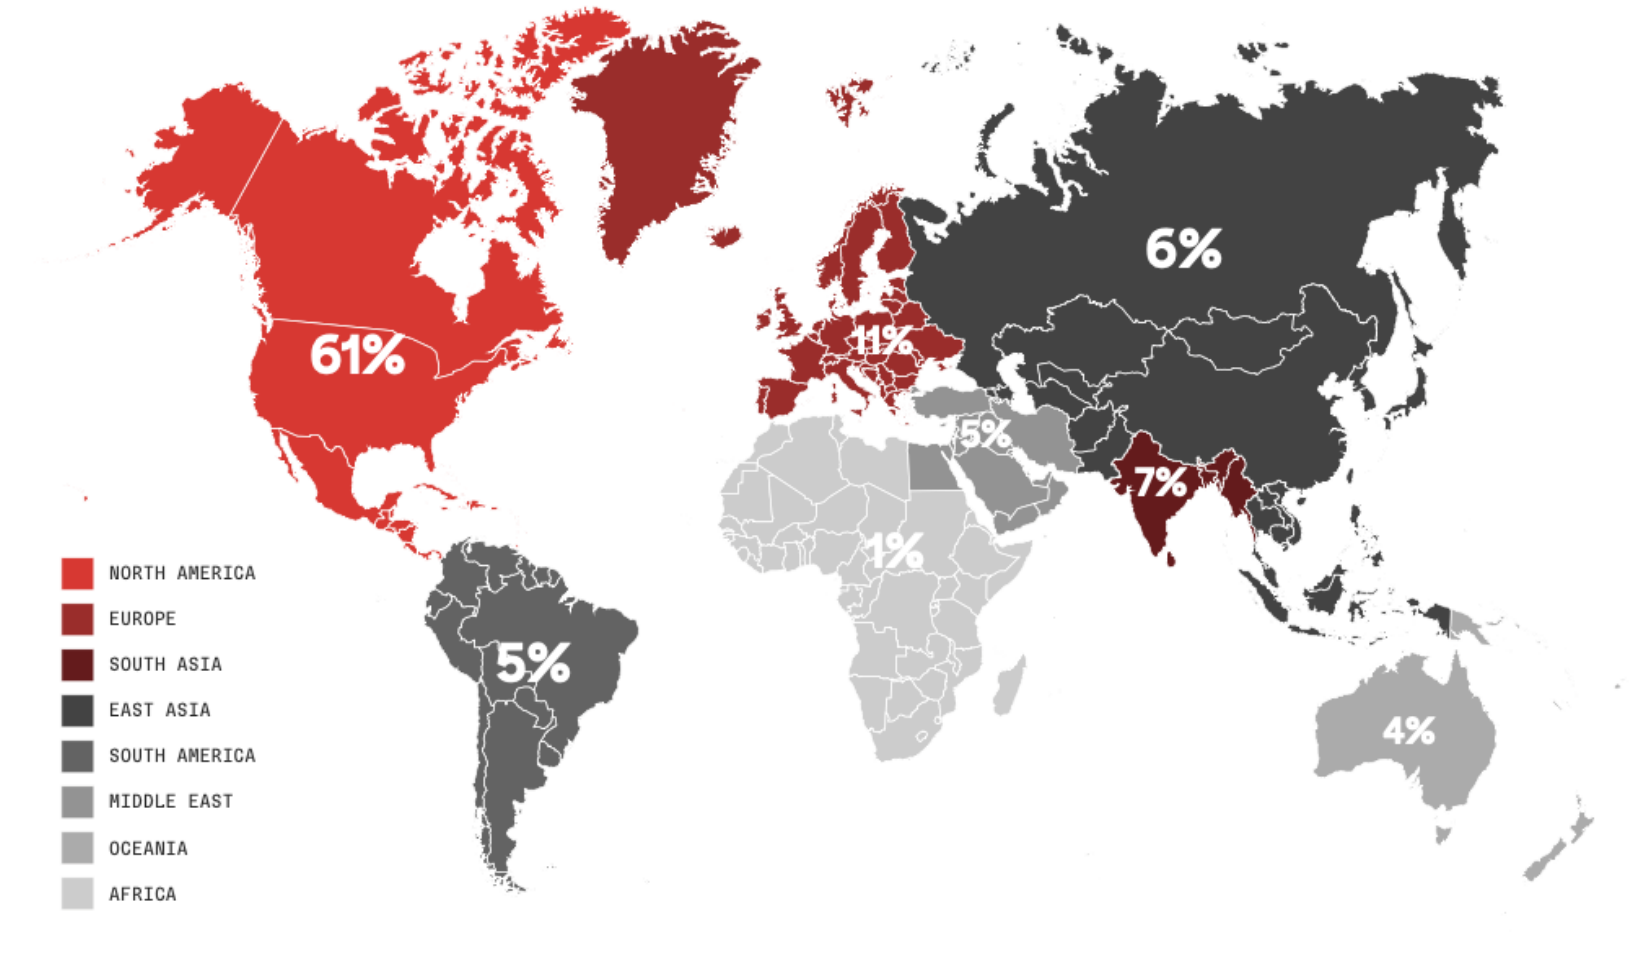 6%
61%
11%
5%
7%
1%
5%
4%
NORTH AMERICA
EUROPE
SOUTH ASIA
EAST ASIA
SOUTH AMERICA
MIDDLE EAST
OCEANIA
AFRICA